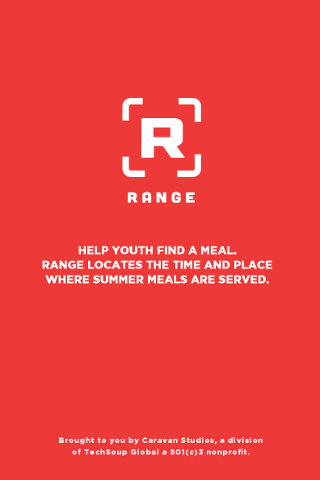 R
RANGE
HELP YOUTH FIND A MEAL.
RANGE LOCATES THE TIME AND PLACE
WHERE SUMMER MEALS ARE SERVED.
Brought to you by Caravan Studios, a division
of TechSoup Global a 501(c)3 nonprofit.